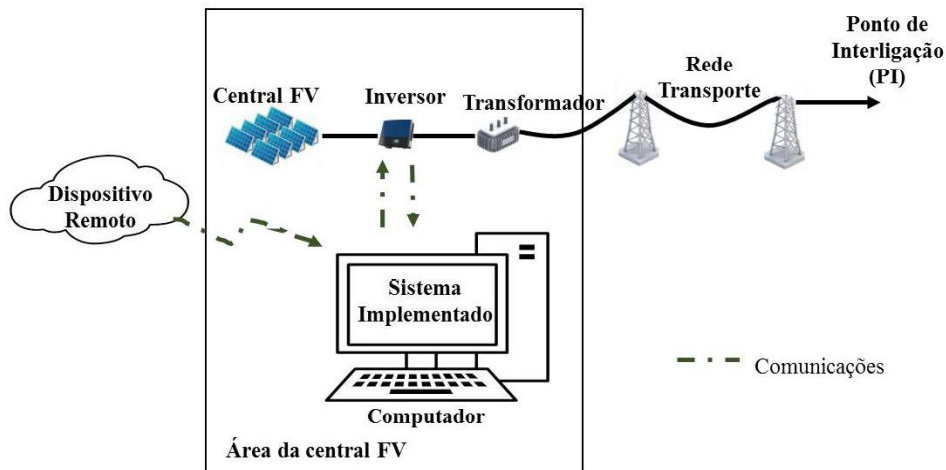 Ponto de
Interligação
(PI)
Rede
Transporte
Central FV
Inversor
Transformador
Dispositivo
Remoto
Sistema
Implementado
Comunicações
Computador
Área da central FV